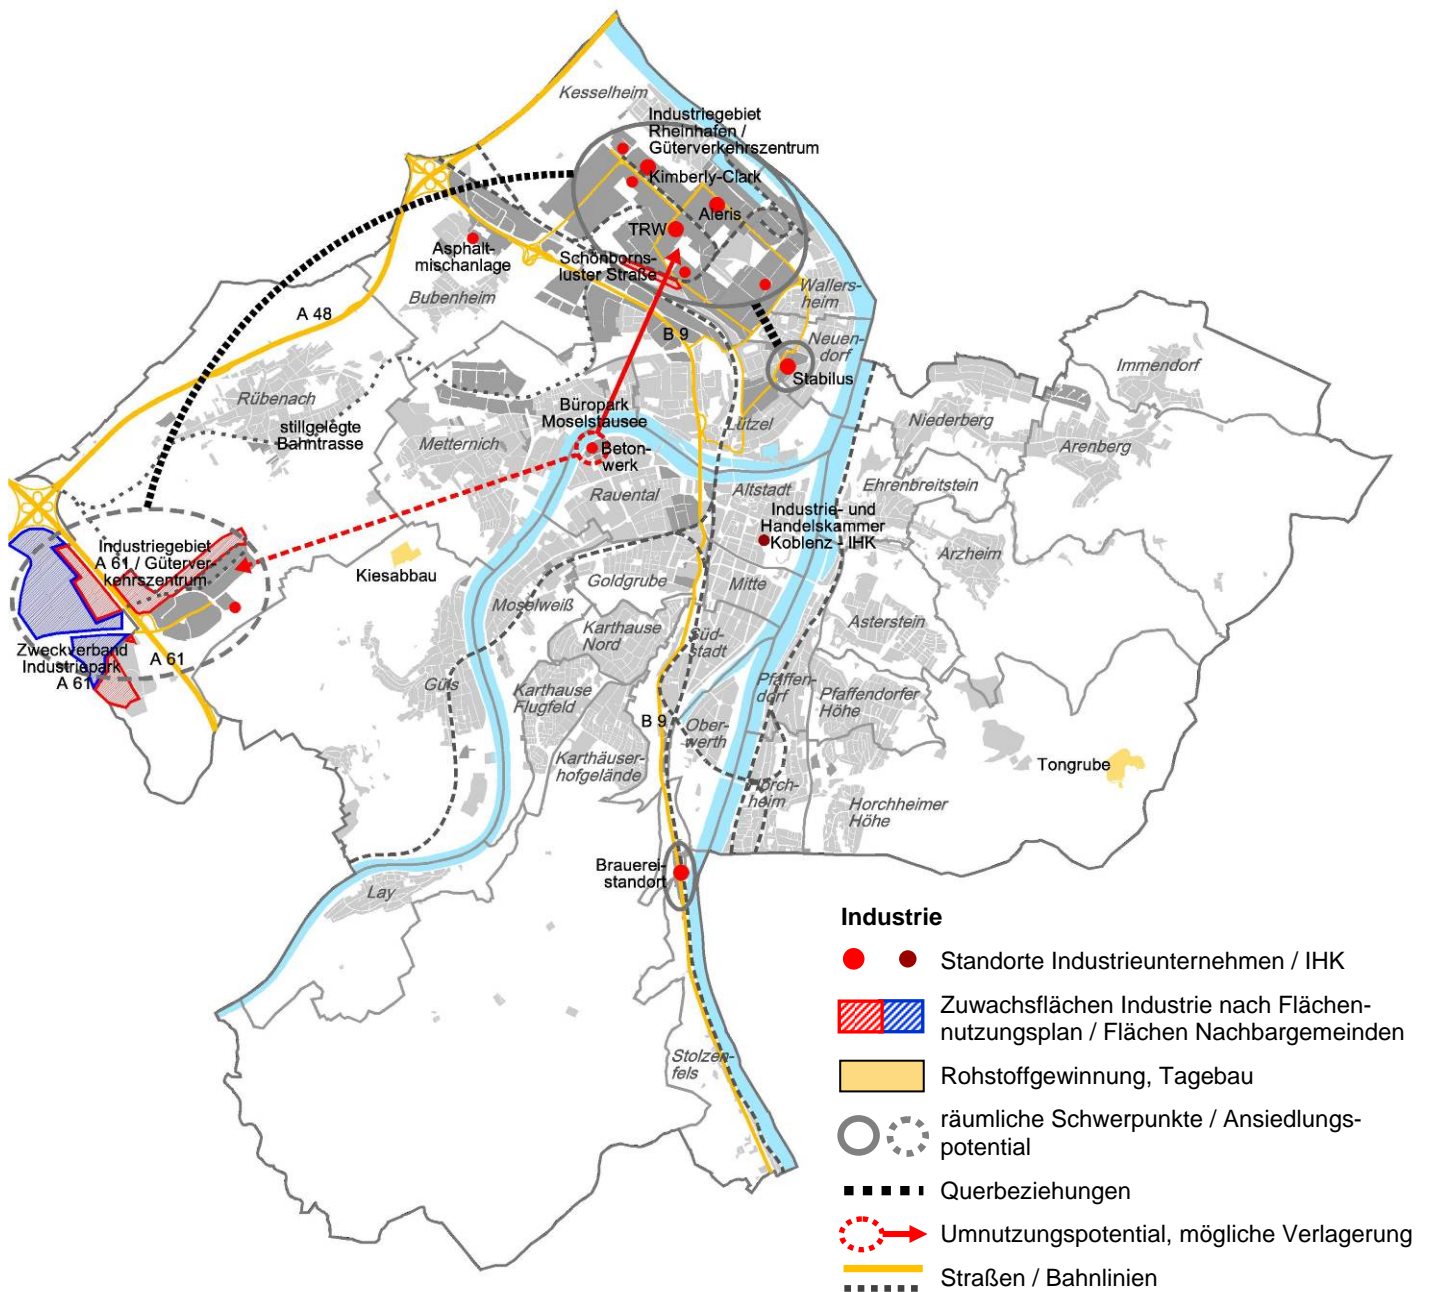 Kesselheim
Industriegebiet
Rheinhafen /
Güterverkehrszentrum
Kimberly-Clark
Aleris
TRW
Asphalt-
mischanlage
Schönborns-
luster Straße
Bubenheim
Wallers-
heim
A 48
B 9
Neuen-
dorf
Stabilus
Immendorf
Rübenach
stillgelegte
Bahntrasse
Metternich
Büropark
Moselstausee
Beton-
werk
Lützel
Niederberg
Arenberg
Rauental
Altstadt
Ehrenbreitstein
Industrie- und
Handelskammer
Koblenz - IHK
Arzheim
Industriegebiet
A 61 / Güterver-
kehrszentrum
Kiesabbau
Goldgrube
Mitte
Moselweiß
Karthause
Nord
Süd-
stadt
Asterstein
Zweckverband
Industriepark
A 61
A 61
Güls
Karthause
Flugfeld
Pfaffen-
dorf
Pfaffendorfer
Höhe
B 9
Ober-
werth
Karthäuser-
hofgelände
Tongrube
Horch-
heim
Horchheimer
Höhe
Brauerei-
standort
Lay
Stolzen-
fels
Industrie
Standorte Industrieunternehmen / IHK
Zuwachsflächen Industrie nach Flächen-
nutzungsplan / Flächen Nachbargemeinden
Rohstoffgewinnung, Tagebau
räumliche Schwerpunkte / Ansiedlungs-
potential
Querbeziehungen
Umnutzungspotential, mögliche Verlagerung
Straßen / Bahnlinien